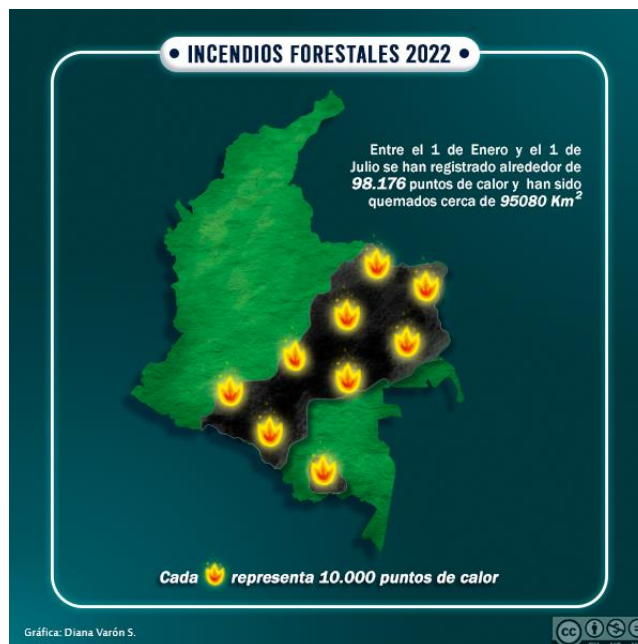 • INCENDIOS FORESTALES 2022 •
Entre el 1 de Enero y el 1 de
Julio se han registrado alrededor de
98.176 puntos de calor y han sido
quemados cerca de 95080 Km²
Cada representa 10.000 puntos de calor
Gráfica: Diana Varón S.
cc